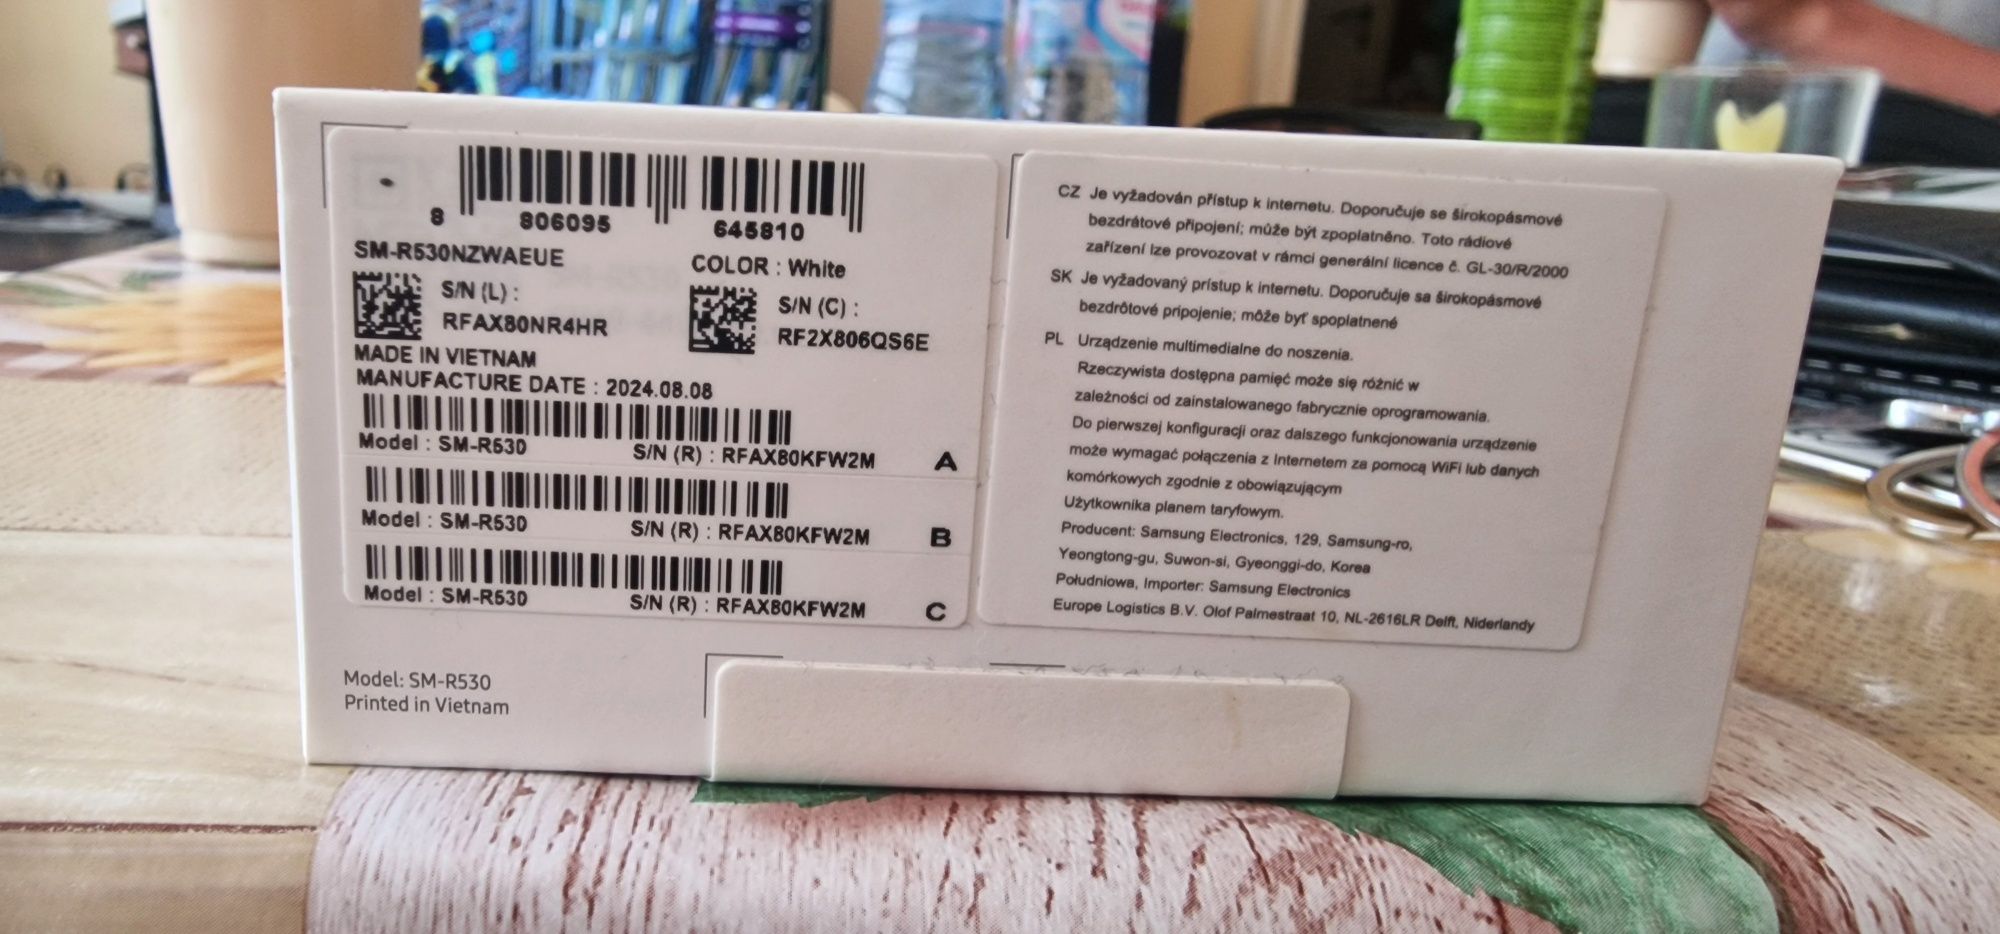 8 806095 645810
SM-R530NZWAEUE
COLOR : White
S/N (L) :
RFAX80NR4HR
S/N (C) :
RF2X806QS6E
MADE IN VIETNAM
MANUFACTURE DATE : 2024.08.08
Model : SM-R530 S/N (R) : RFAX80KFW2M A
Model : SM-R530 S/N (R) : RFAX80KFW2M B
Model : SM-R530 S/N (R) : RFAX80KFW2M C
Model: SM-R530
Printed in Vietnam
CZ Je vyžadován přístup k internetu. Doporučuje se širokopásmové
bezdrátové připojení; může být zpoplatněno. Toto rádiové
zařízení lze provozovat v rámci generální licence č. GL-30/R/2000
SK Je vyžadovaný prístup k internetu. Doporučuje sa širokopásmové
bezdrôtové pripojenie; môže byť spoplatnené
PL Urządzenie multimedialne do noszenia.
Rzeczywista dostępna pamięć może się różnić w
zależności od zainstalowanego fabrycznie oprogramowania.
Do pierwszej konfiguracji oraz dalszego funkcjonowania urządzenie
może wymagać połączenia z Internetem za pomocą WiFi lub danych
komórkowych zgodnie z obowiązującym
Użytkownika planem taryfowym.
Producent: Samsung Electronics, 129, Samsung-ro,
Yeongtong-gu, Suwon-si, Gyeonggi-do, Korea
Południowa, Importer: Samsung Electronics
Europe Logistics B.V. Olof Palmestraat 10, NL-2616LR Delft, Niderlandy